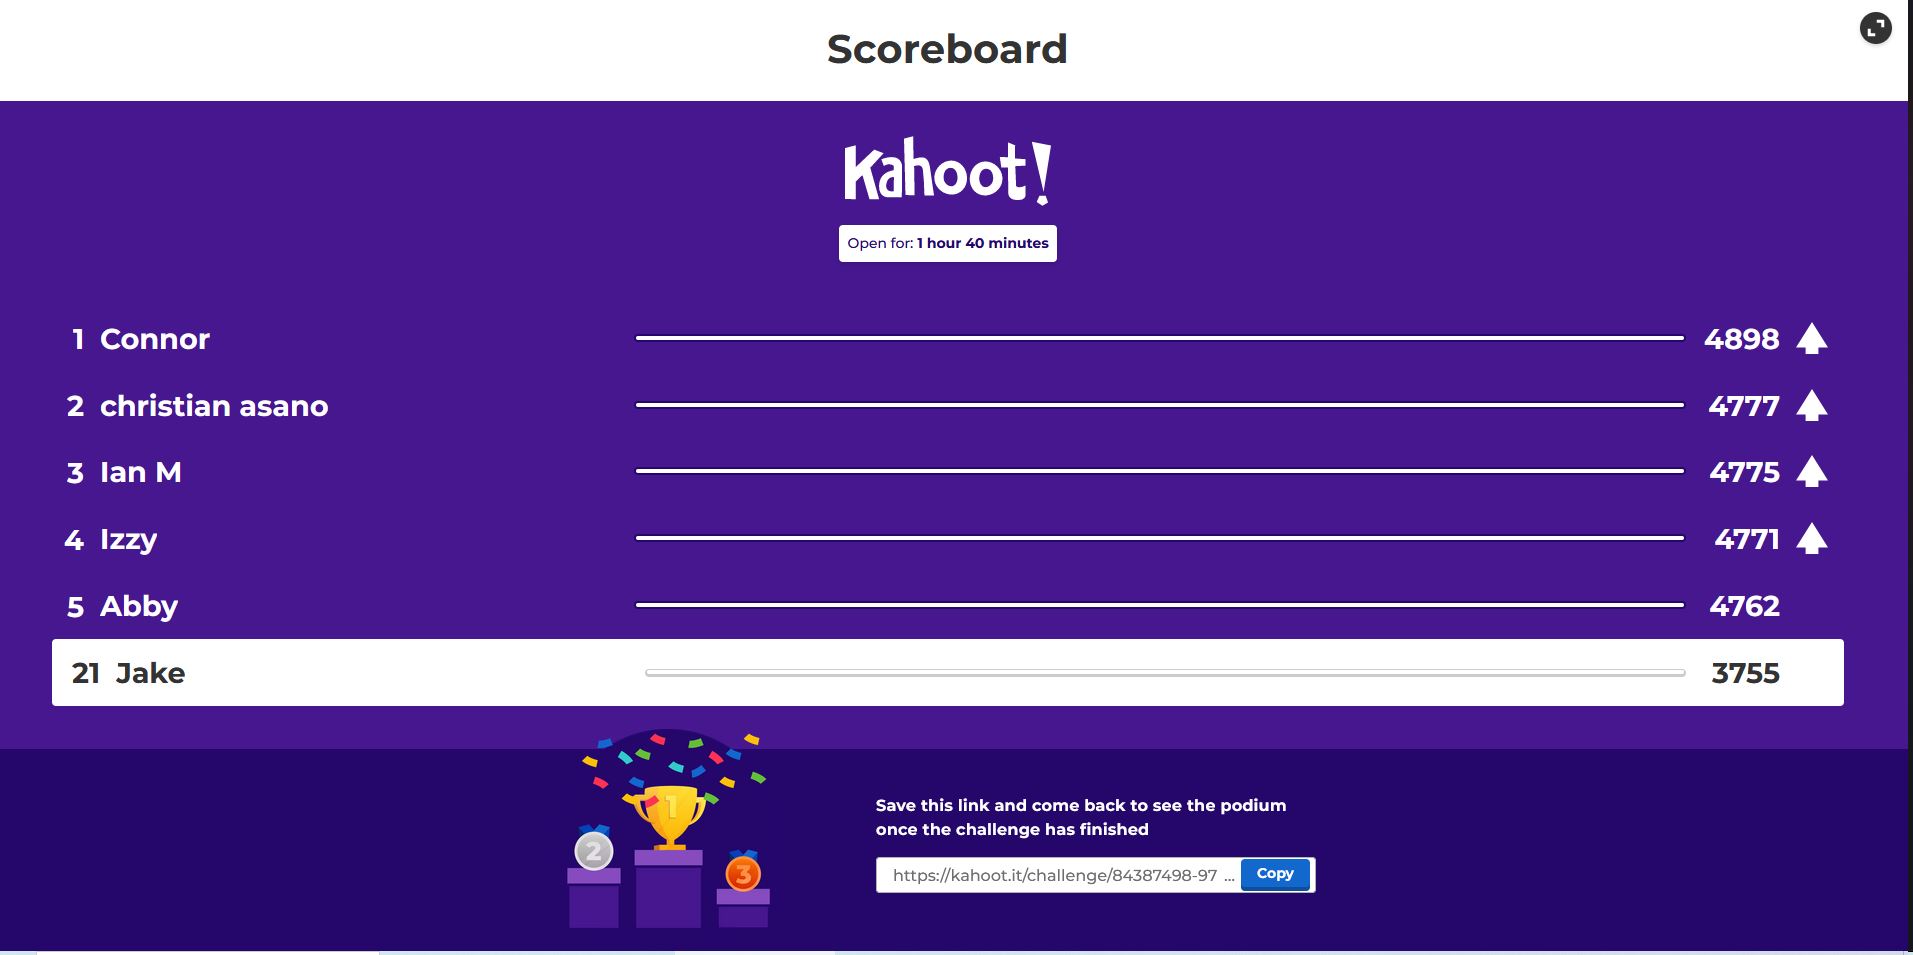 Scoreboard
Kahoot!
Open for: 1 hour 40 minutes
1 Connor 4898
2 christian asano 4777
3 Ian M 4775
4 Izzy 4771
5 Abby 4762
21 Jake 3755
1
2
3
Save this link and come back to see the podium
once the challenge has finished
https://kahoot.it/challenge/84387498-97 ... Copy